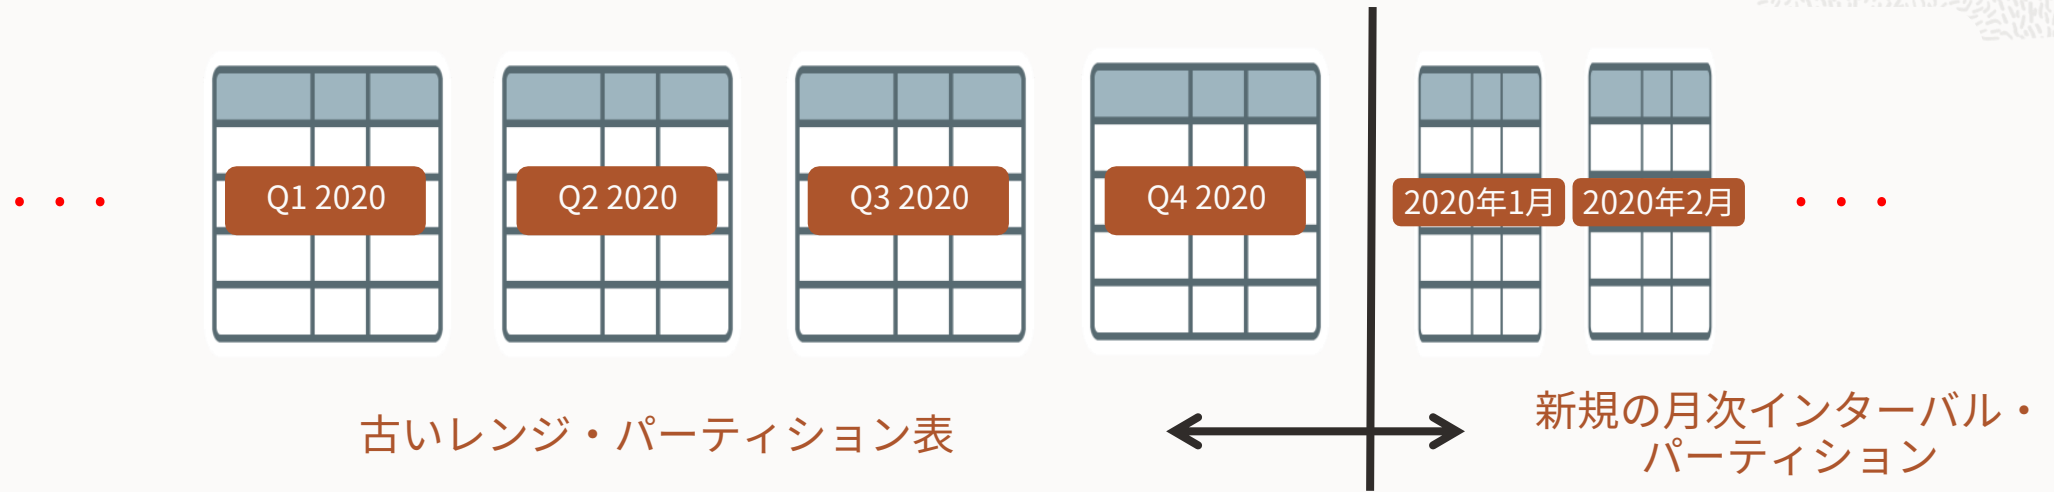 • • •
Q1 2020
Q2 2020
Q3 2020
Q4 2020
2020年1月
2020年2月
• • •
古いレンジ・パーティション表
新規の月次インターバル・
パーティション